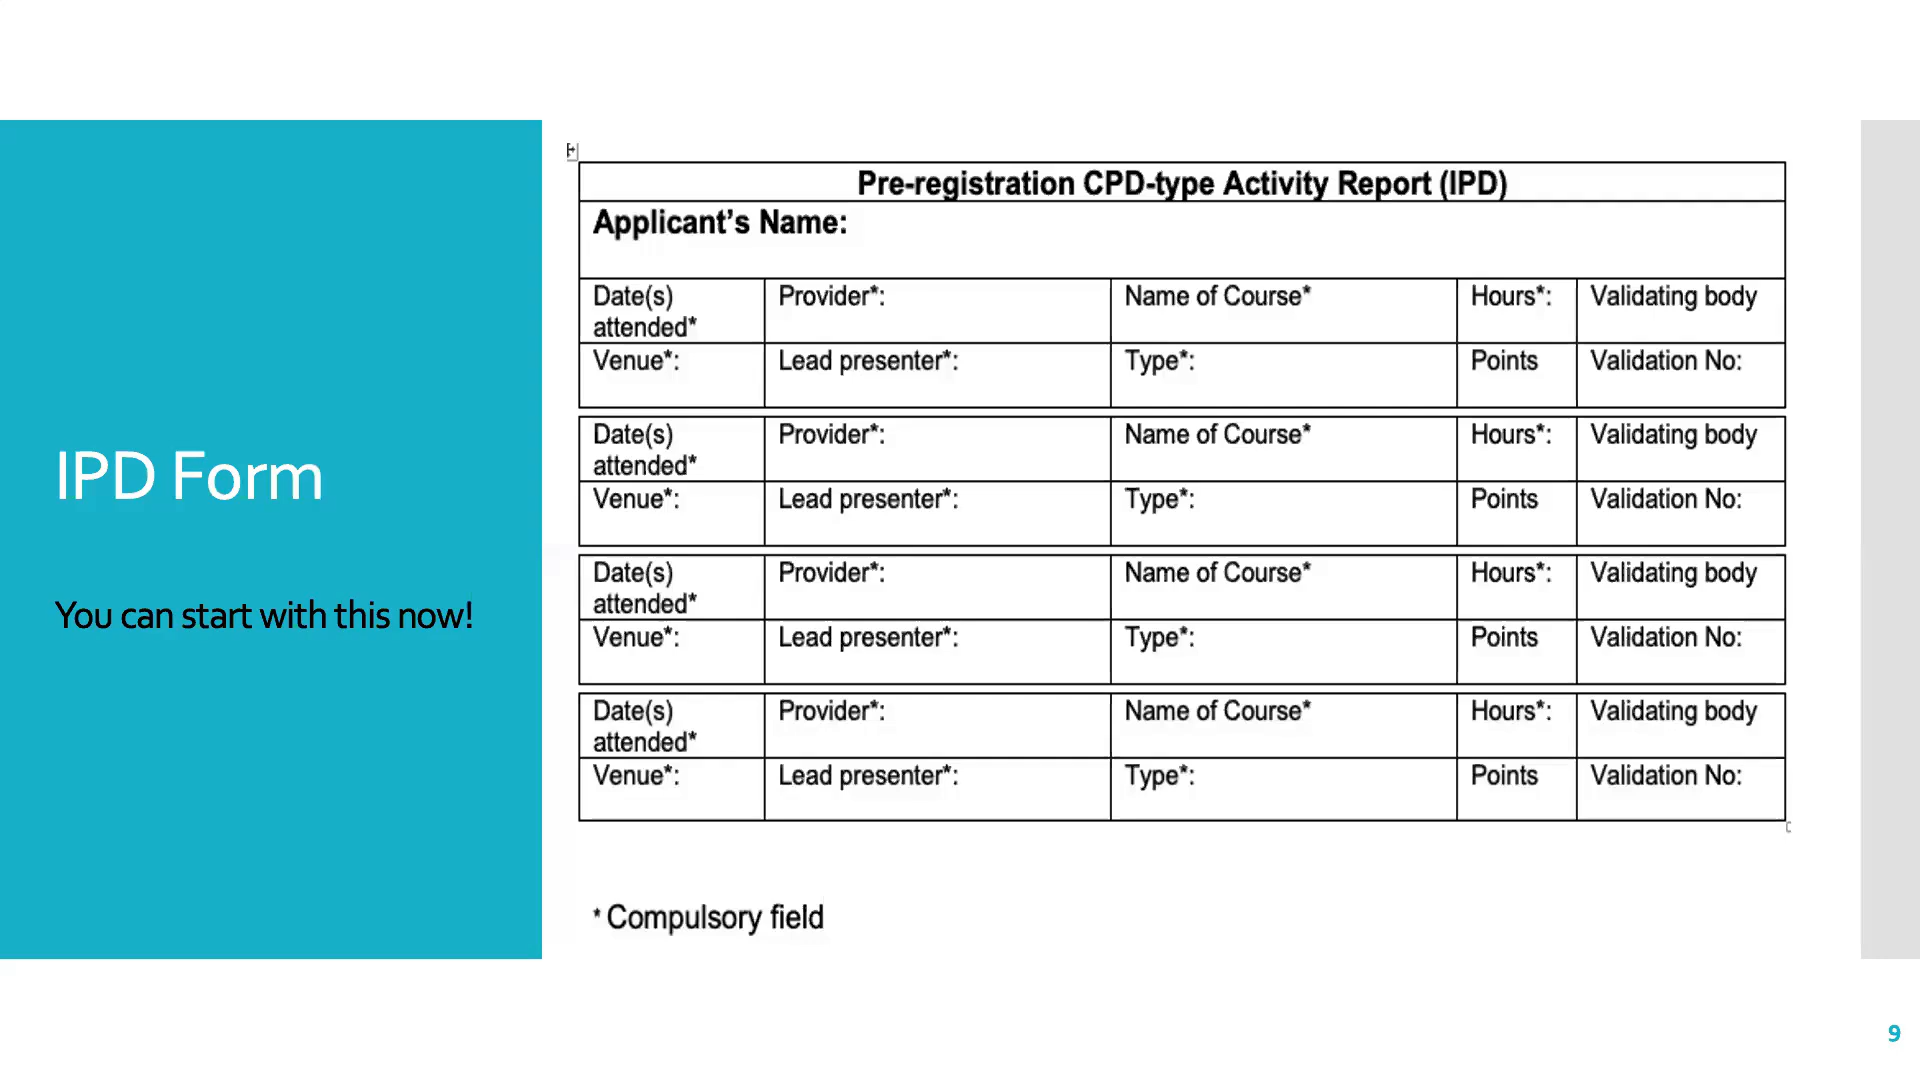 IPD Form
You can start with this now!
Pre-registration CPD-type Activity Report (IPD)
Applicant’s Name:
Date(s) attended* Provider*: Name of Course* Hours*: Validating body
Venue*: Lead presenter*: Type*: Points Validation No:
Date(s) attended* Provider*: Name of Course* Hours*: Validating body
Venue*: Lead presenter*: Type*: Points Validation No:
Date(s) attended* Provider*: Name of Course* Hours*: Validating body
Venue*: Lead presenter*: Type*: Points Validation No:
Date(s) attended* Provider*: Name of Course* Hours*: Validating body
Venue*: Lead presenter*: Type*: Points Validation No:
* Compulsory field
9